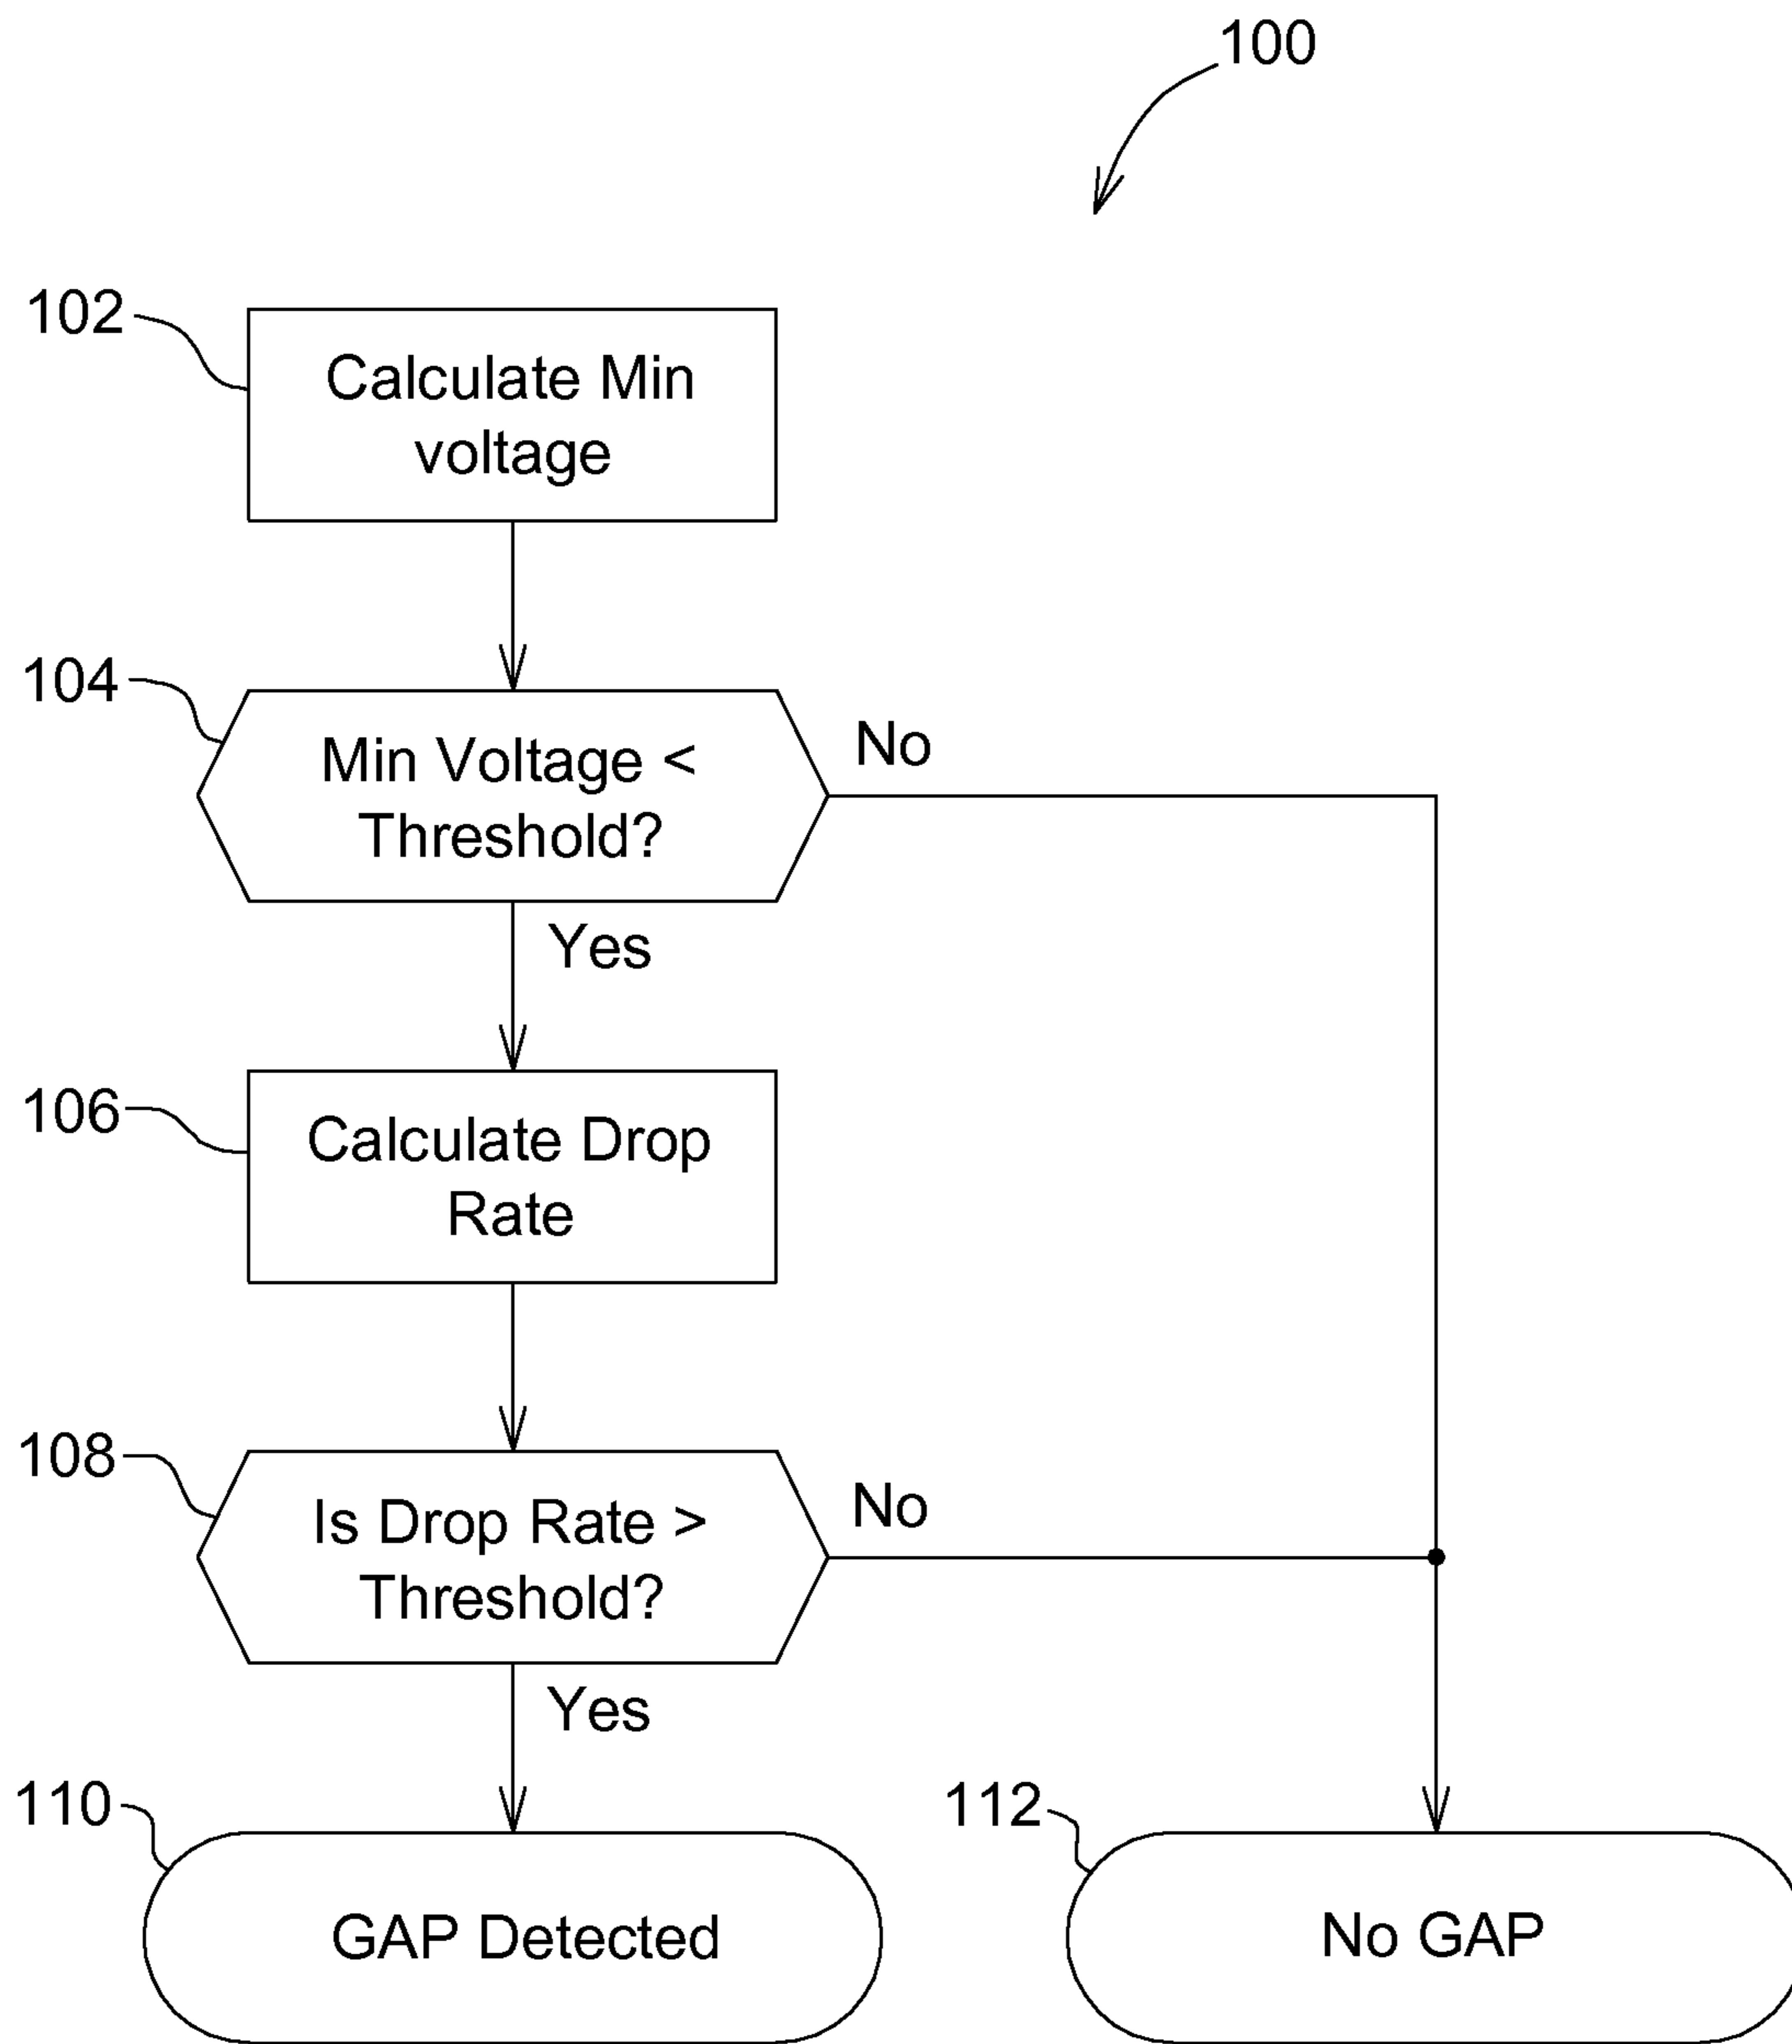 100
102
Calculate Min
voltage
104
Min Voltage <
Threshold?
No
Yes
106
Calculate Drop
Rate
108
Is Drop Rate >
Threshold?
No
Yes
110
GAP Detected
112
No GAP